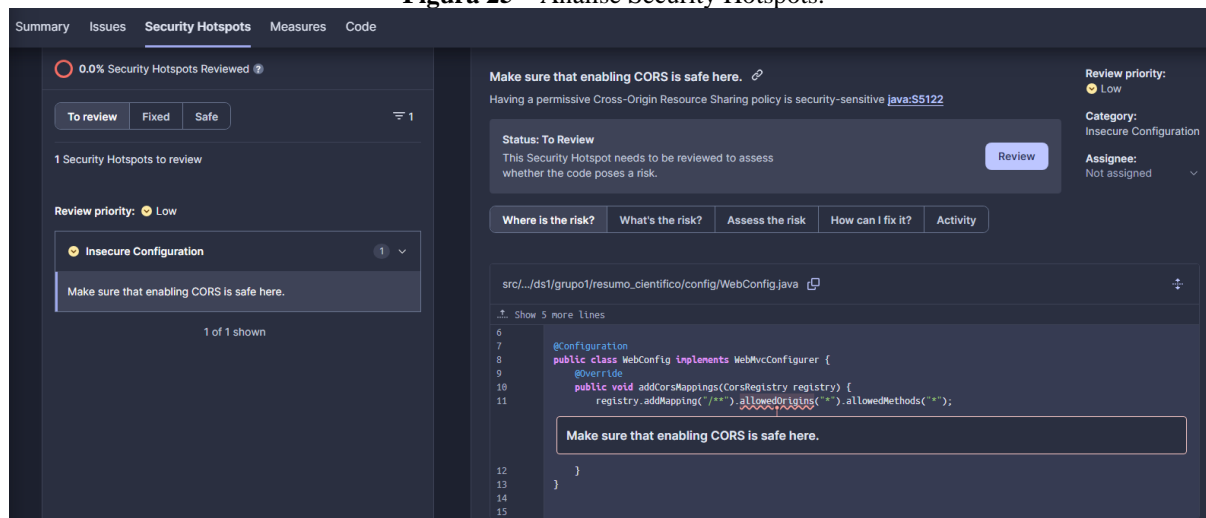 Figura 25 – Análise Security Hotspots.
Summary Issues Security Hotspots Measures Code
0.0% Security Hotspots Reviewed ?
To review Fixed Safe 1
1 Security Hotspots to review
Review priority: Low
Insecure Configuration 1
Make sure that enabling CORS is safe here.
1 of 1 shown
Make sure that enabling CORS is safe here.
Having a permissive Cross-Origin Resource Sharing policy is security-sensitive java:S5122
Status: To Review
This Security Hotspot needs to be reviewed to assess
whether the code poses a risk.
Review
Review priority:
Low
Category:
Insecure Configuration
Assignee:
Not assigned
Where is the risk? What's the risk? Assess the risk How can I fix it? Activity
src/.../ds1/grupo1/resumo_cientifico/config/WebConfig.java
Show 5 more lines
6
7 @Configuration
8 public class WebConfig implements WebMvcConfigurer {
9 @Override
10 public void addCorsMappings(CorsRegistry registry) {
11 registry.addMapping("/**").allowedOrigins("*").allowedMethods("*");
Make sure that enabling CORS is safe here.
12 }
13 }
14
15